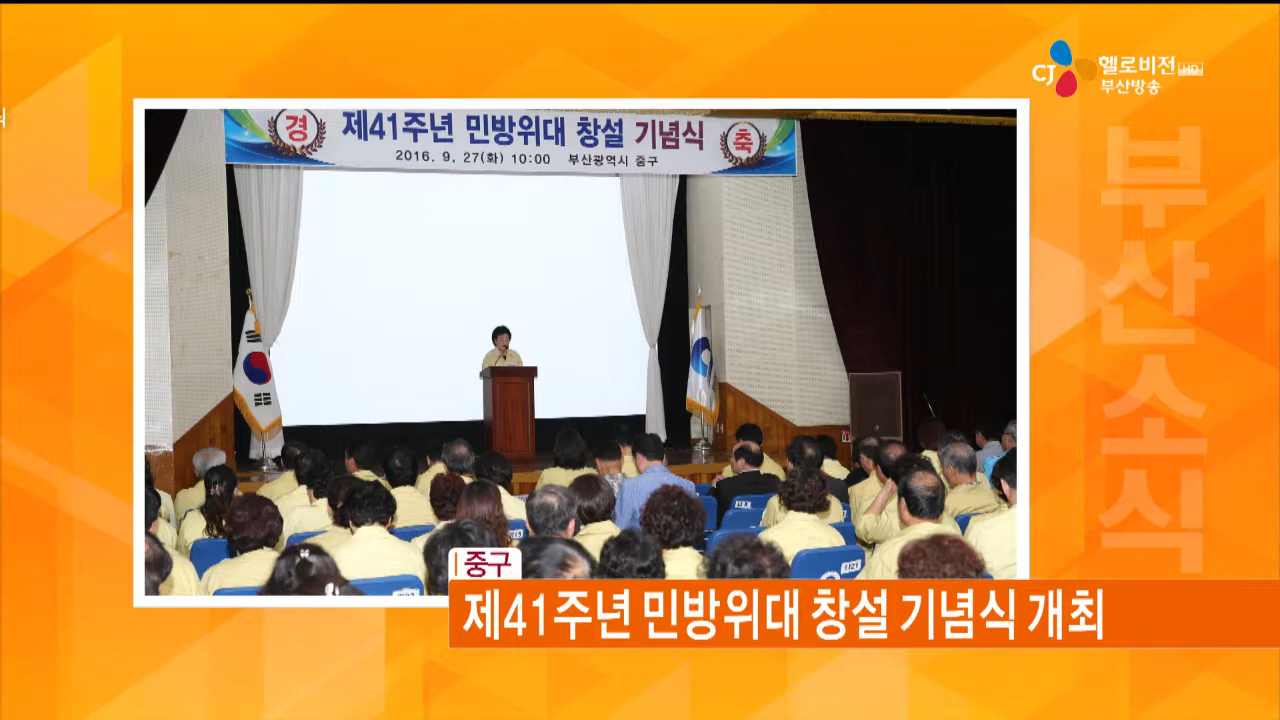 CJ 헬로비전 HD
부산방송
경 제41주년 민방위대 창설 기념식 축
2016. 9. 27(화) 10:00 부산광역시 중구
부산소식
중구
제41주년 민방위대 창설 기념식 개최